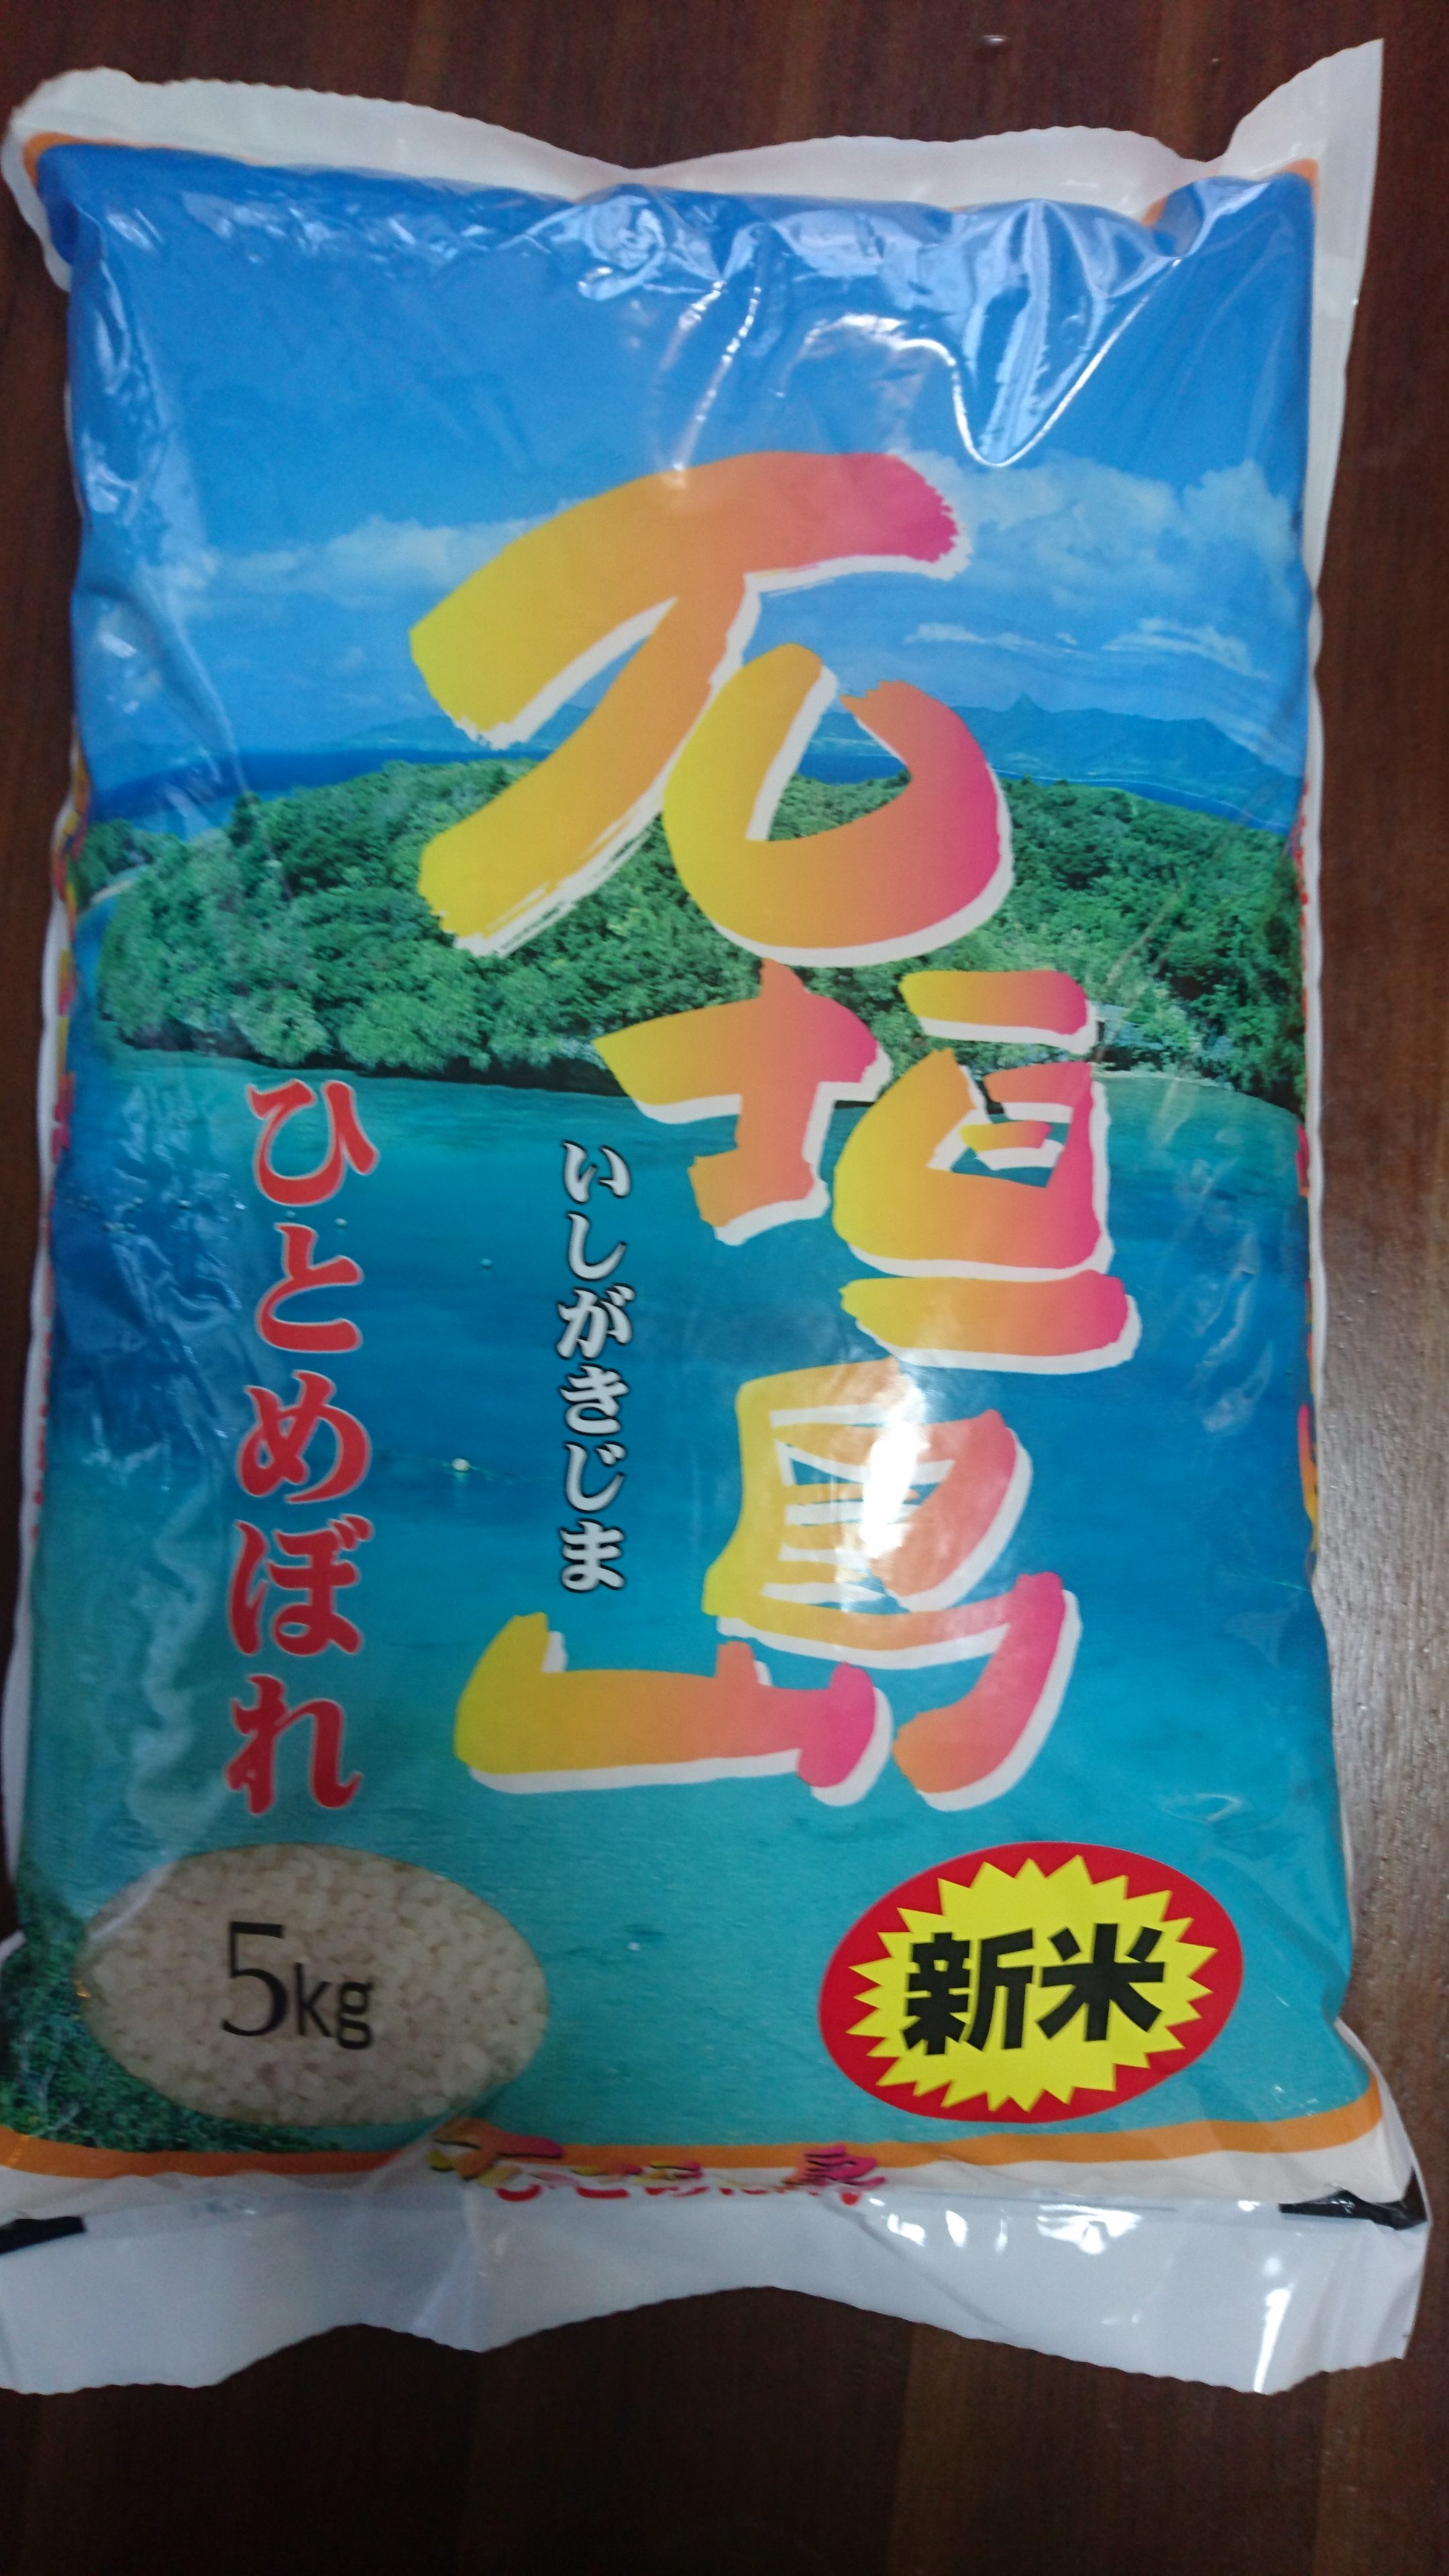 石垣島
いしがきじま
ひとめぼれ
5kg
新米